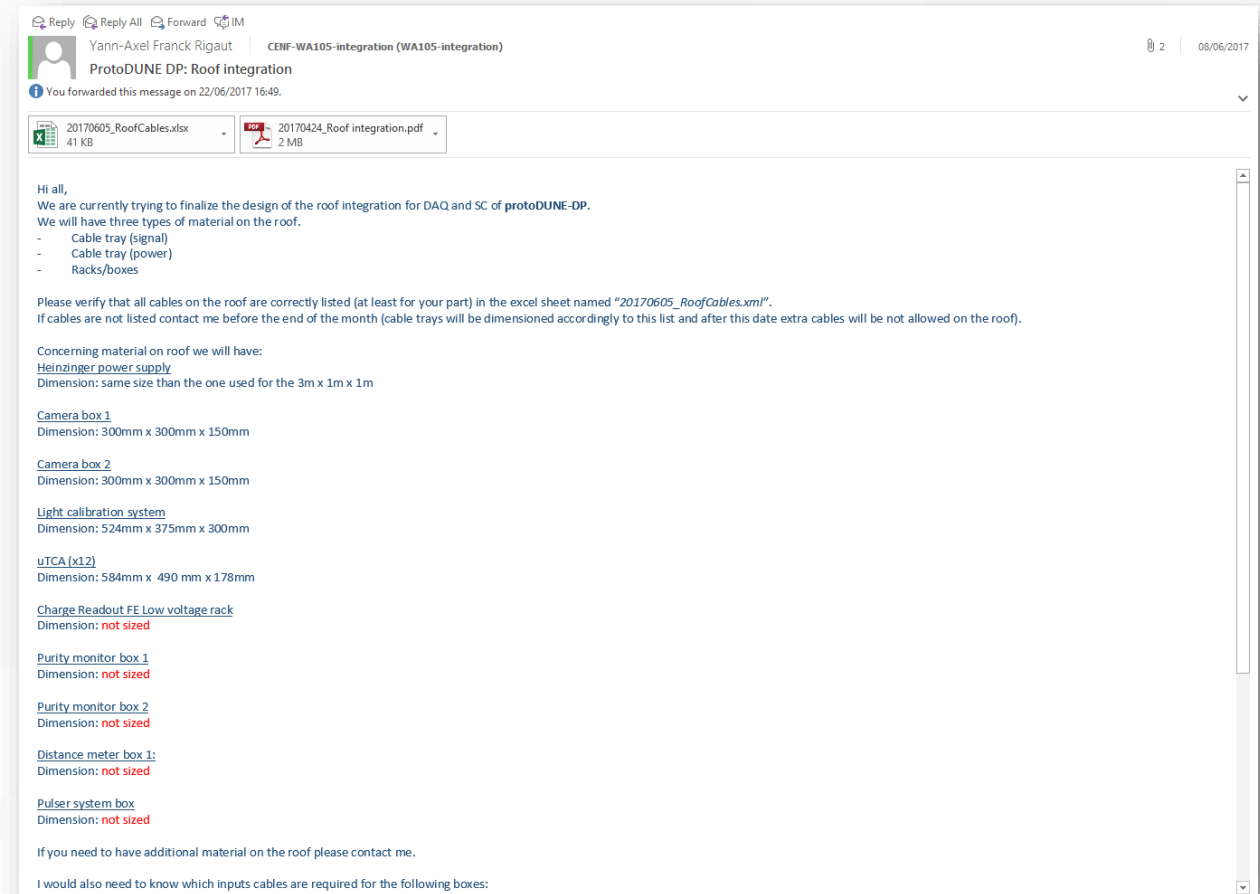 Reply Reply All Forward IM
Yann-Axel Franck Rigaut CENF-WA105-integration (WA105-integration) 2 08/06/2017
ProtoDUNE DP: Roof integration
You forwarded this message on 22/06/2017 16:49.
20170605_RoofCables.xlsx
41 KB
PDF
20170424_Roof integration.pdf
2 MB
Hi all,
We are currently trying to finalize the design of the roof integration for DAQ and SC of protoDUNE-DP.
We will have three types of material on the roof.
- Cable tray (signal)
- Cable tray (power)
- Racks/boxes
Please verify that all cables on the roof are correctly listed (at least for your part) in the excel sheet named “20170605_RoofCables.xml”.
If cables are not listed contact me before the end of the month (cable trays will be dimensioned accordingly to this list and after this date extra cables will be not allowed on the roof).
Concerning material on roof we will have:
Heinzinger power supply
Dimension: same size than the one used for the 3m x 1m x 1m
Camera box 1
Dimension: 300mm x 300mm x 150mm
Camera box 2
Dimension: 300mm x 300mm x 150mm
Light calibration system
Dimension: 524mm x 375mm x 300mm
uTCA (x12)
Dimension: 584mm x 490 mm x 178mm
Charge Readout FE Low voltage rack
Dimension: not sized
Purity monitor box 1
Dimension: not sized
Purity monitor box 2
Dimension: not sized
Distance meter box 1:
Dimension: not sized
Pulser system box
Dimension: not sized
If you need to have additional material on the roof please contact me.
I would also need to know which inputs cables are required for the following boxes: